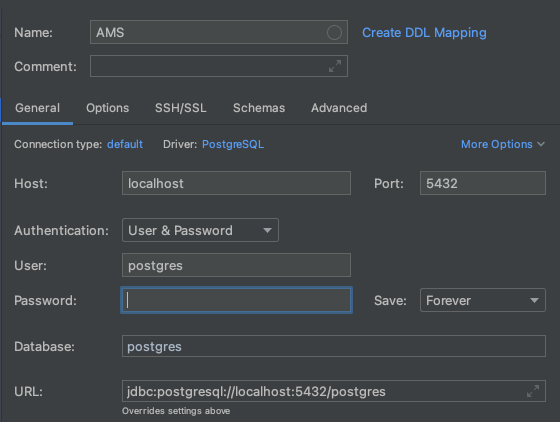 Name: AMS Create DDL Mapping
Comment:
General Options SSH/SSL Schemas Advanced
Connection type: default Driver: PostgreSQL More Options
Host: localhost Port: 5432
Authentication: User & Password
User: postgres
Password: Save: Forever
Database: postgres
URL: jdbc:postgresql://localhost:5432/postgres
Overrides settings above